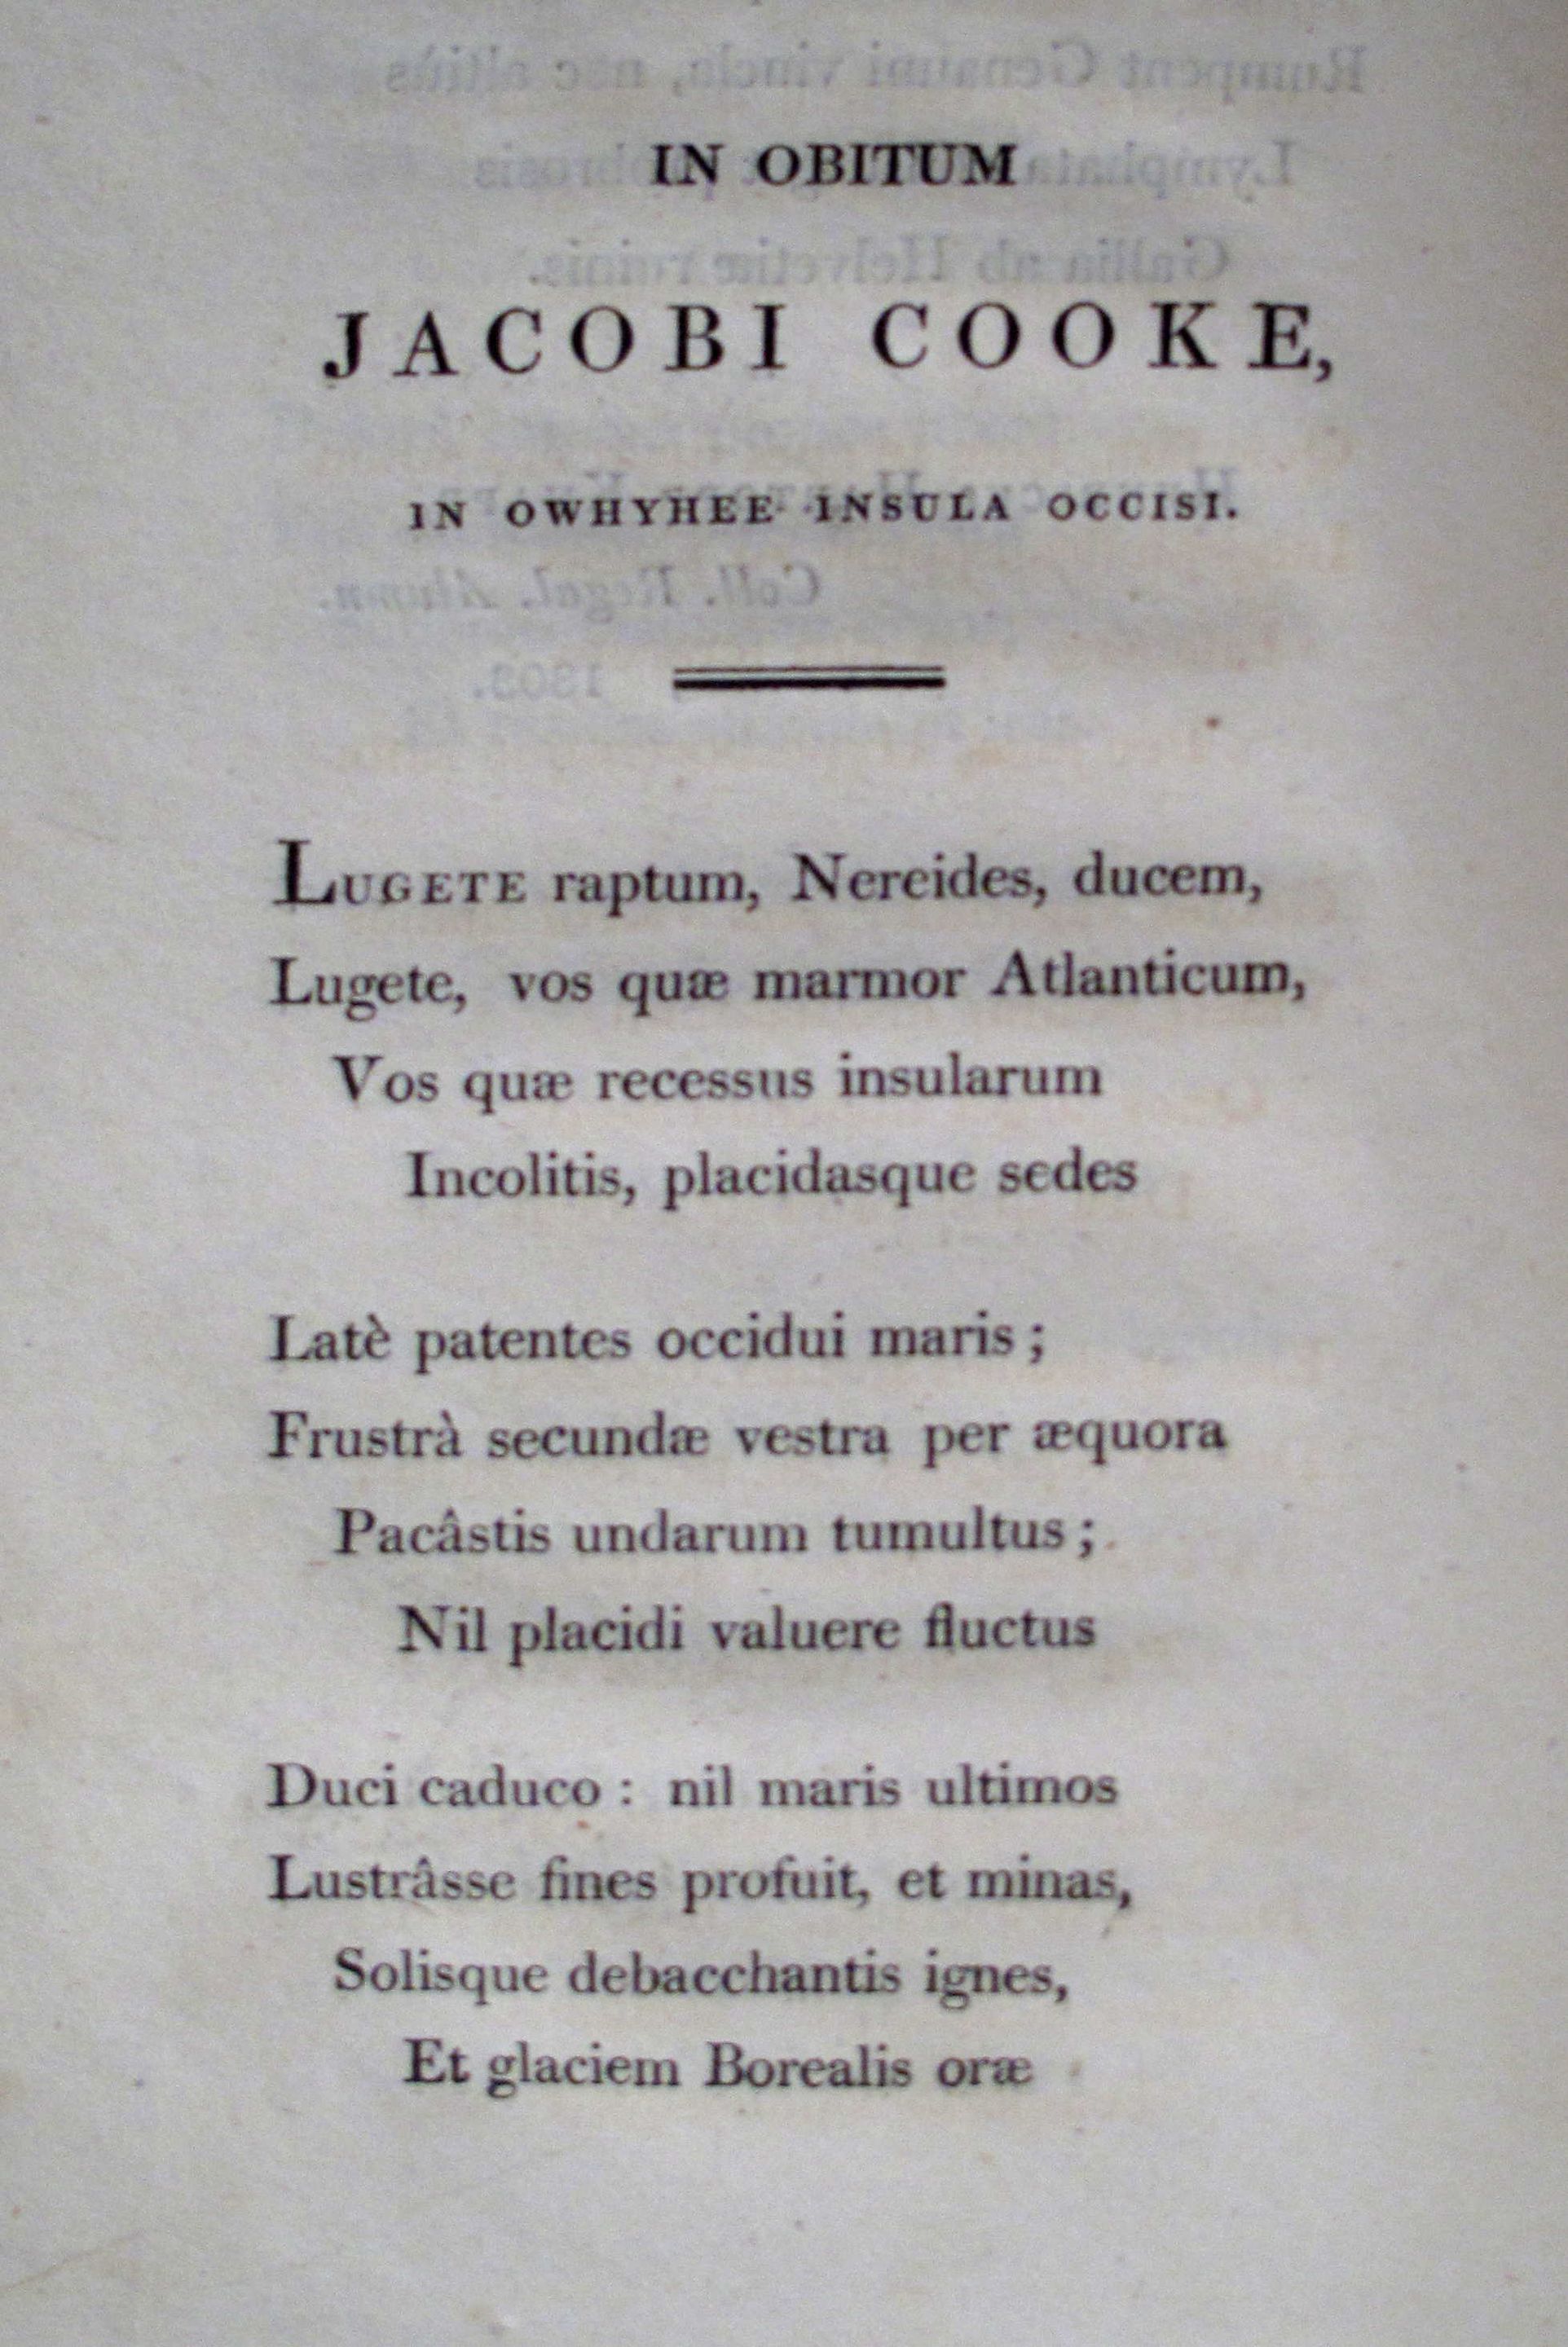 IN OBITUM
JACOBI COOKE,
IN OWHYHEE INSULA OCCISI.
LUGETE raptum, Nereides, ducem,
Lugete, vos quæ marmor Atlanticum,
Vos quæ recessus insularum
Incolitis, placidasque sedes
Latè patentes occidui maris;
Frustrà secundæ vestra per æquora
Pacâstis undarum tumultus;
Nil placidi valuere fluctus
Duci caduco: nil maris ultimos
Lustrâsse fines profuit, et minas,
Solisque debacchantis ignes,
Et glaciem Borealis oræ